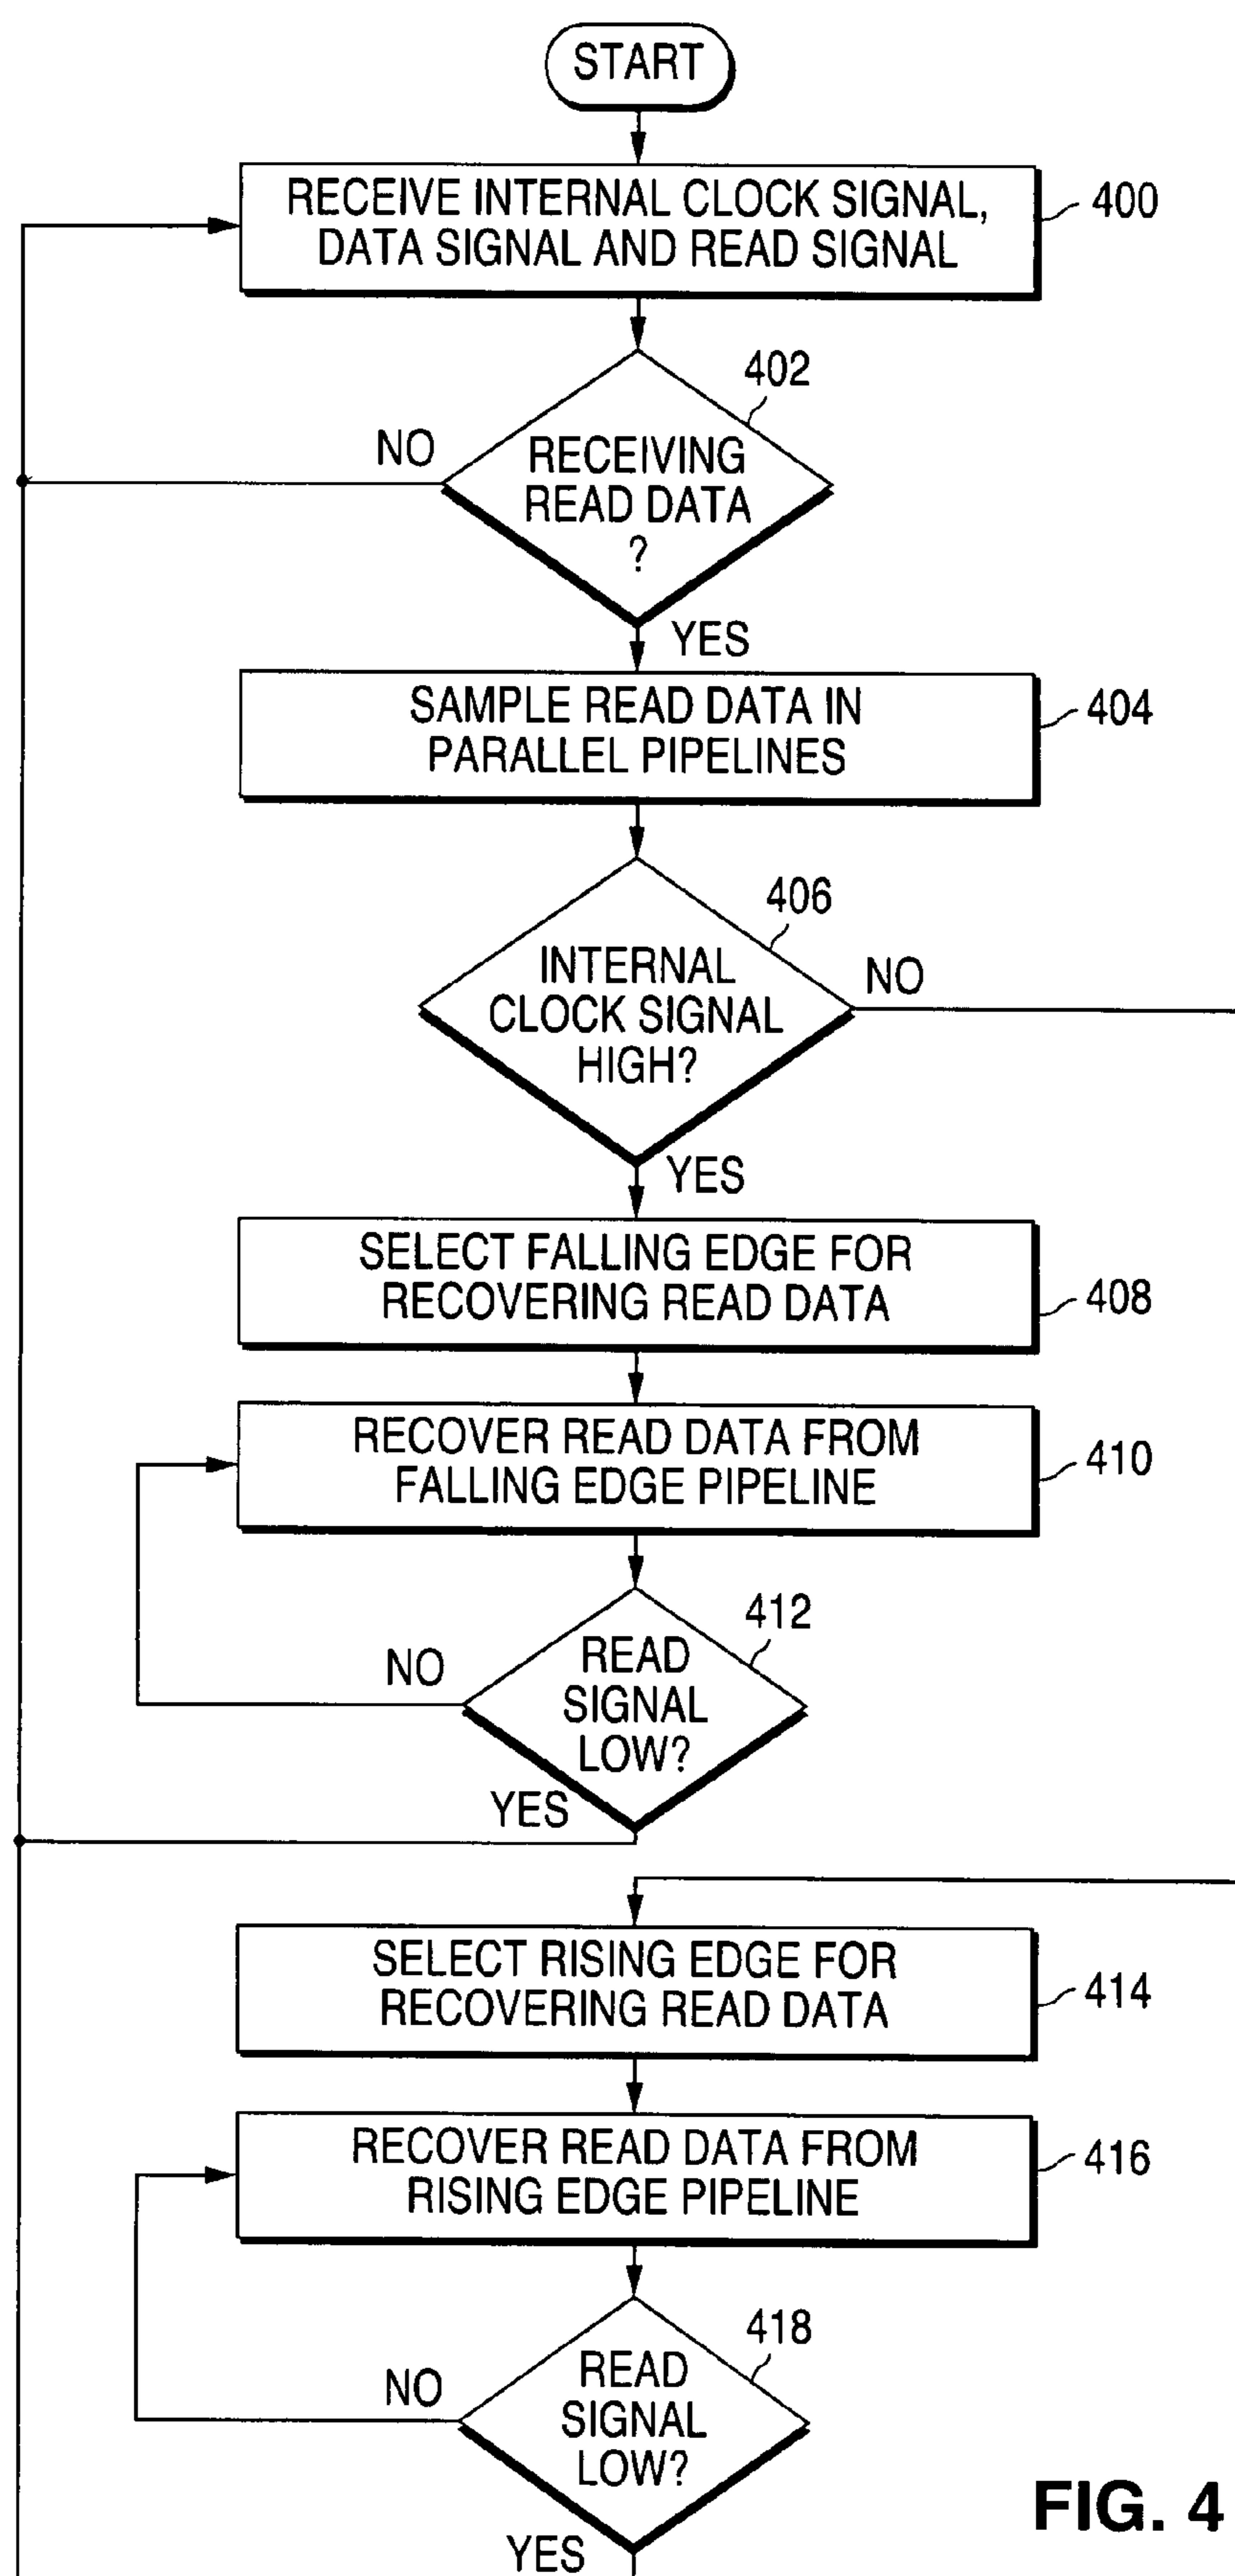 START
RECEIVE INTERNAL CLOCK SIGNAL,
DATA SIGNAL AND READ SIGNAL
400
402
NO
RECEIVING
READ DATA
?
YES
SAMPLE READ DATA IN
PARALLEL PIPELINES
404
406
INTERNAL
CLOCK SIGNAL
HIGH?
NO
YES
SELECT FALLING EDGE FOR
RECOVERING READ DATA
408
RECOVER READ DATA FROM
FALLING EDGE PIPELINE
410
412
NO
READ
SIGNAL
LOW?
YES
SELECT RISING EDGE FOR
RECOVERING READ DATA
414
RECOVER READ DATA FROM
RISING EDGE PIPELINE
416
418
NO
READ
SIGNAL
LOW?
YES
FIG. 4